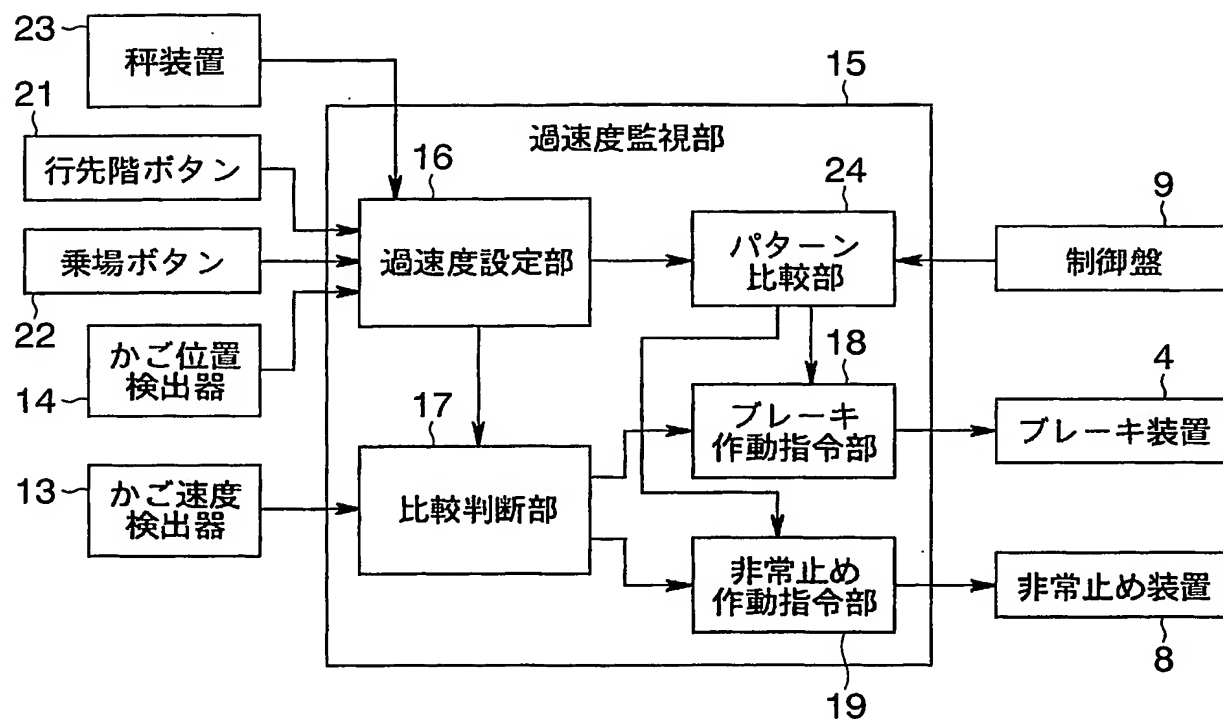 23
秤装置
21
行先階ボタン
乗場ボタン
22
かご位置
検出器
14
13
かご速度
検出器
15
過速度監視部
16
過速度設定部
24
パターン
比較部
17
比較判断部
18
ブレーキ
作動指令部
非常止め
作動指令部
19
9
制御盤
4
ブレーキ装置
非常止め装置
8